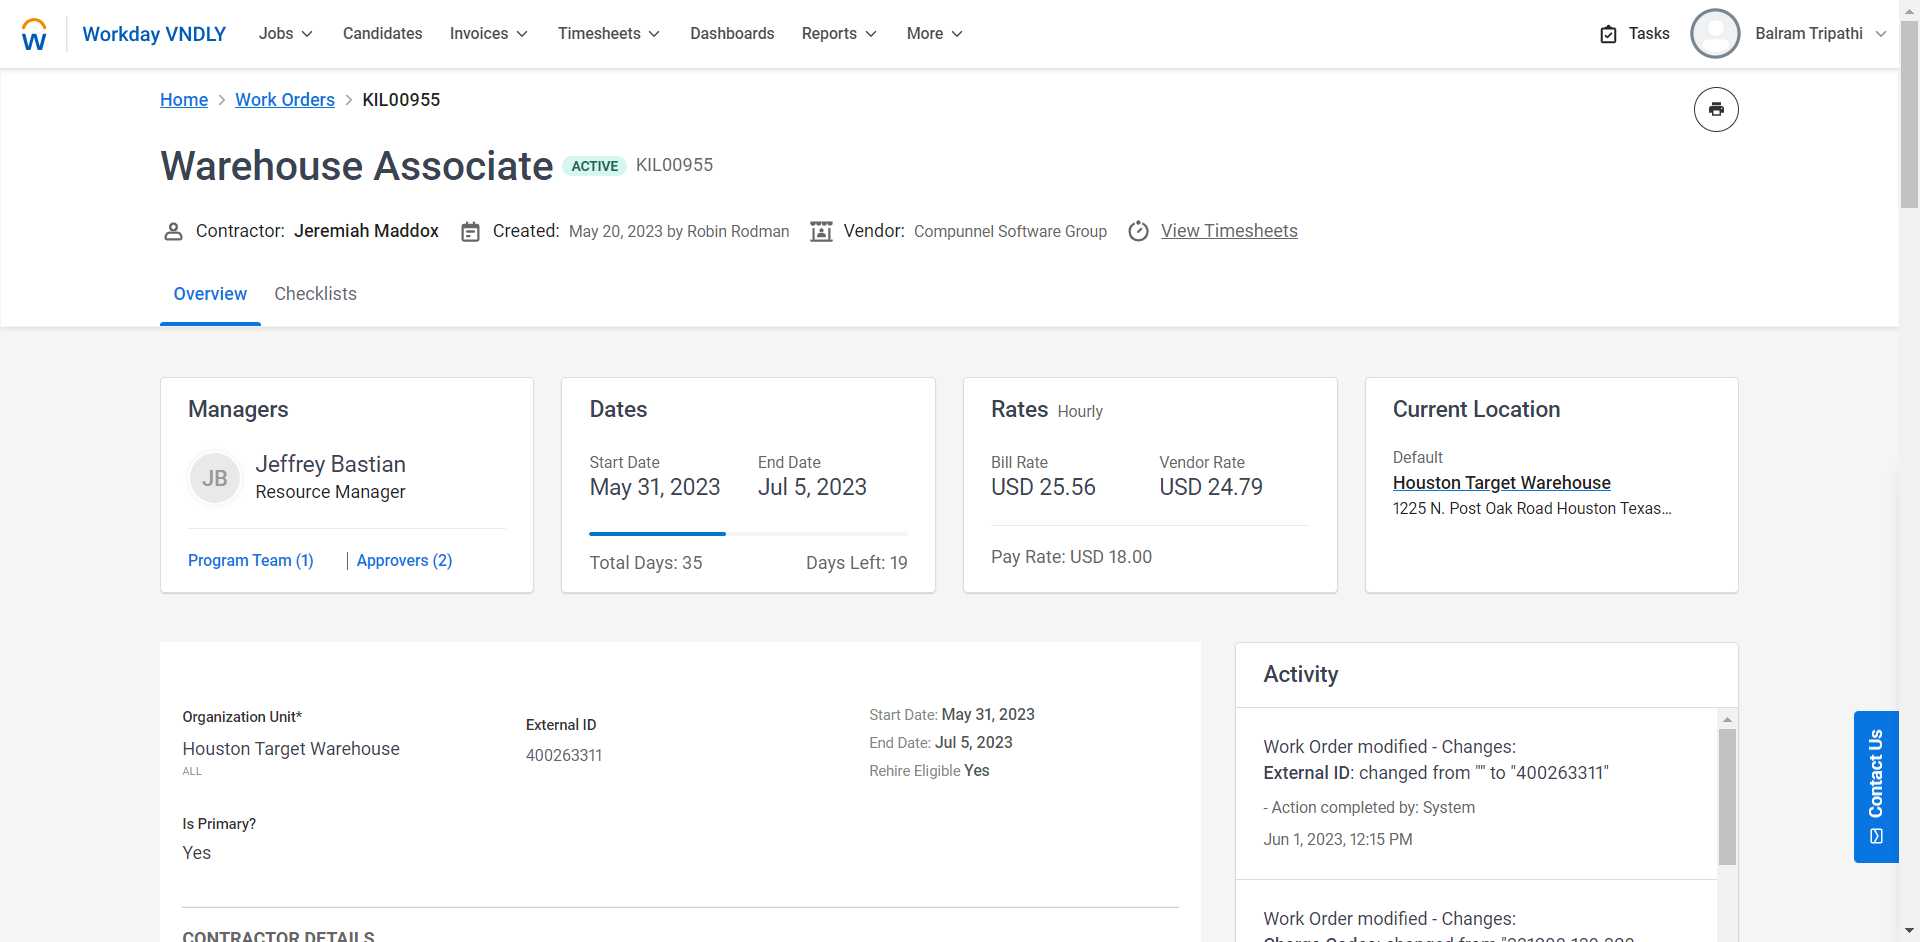 Workday VNDLY
Jobs
Candidates
Invoices
Timesheets
Dashboards
Reports
More
Tasks
Balram Tripathi
Home > Work Orders > KIL00955
Warehouse Associate ACTIVE KIL00955
Contractor: Jeremiah Maddox Created: May 20, 2023 by Robin Rodman Vendor: Compunnel Software Group View Timesheets
Overview Checklists
Managers
JB
Jeffrey Bastian
Resource Manager
Program Team (1) | Approvers (2)
Dates
Start Date End Date
May 31, 2023 Jul 5, 2023
Total Days: 35 Days Left: 19
Rates Hourly
Bill Rate Vendor Rate
USD 25.56 USD 24.79
Pay Rate: USD 18.00
Current Location
Default
Houston Target Warehouse
1225 N. Post Oak Road Houston Texas...
Organization Unit*
Houston Target Warehouse
ALL
External ID
400263311
Start Date: May 31, 2023
End Date: Jul 5, 2023
Rehire Eligible Yes
Is Primary?
Yes
CONTRACTOR DETAILS
Activity
Work Order modified - Changes:
External ID: changed from "" to "400263311"
- Action completed by: System
Jun 1, 2023, 12:15 PM
Work Order modified - Changes:
Contact Us